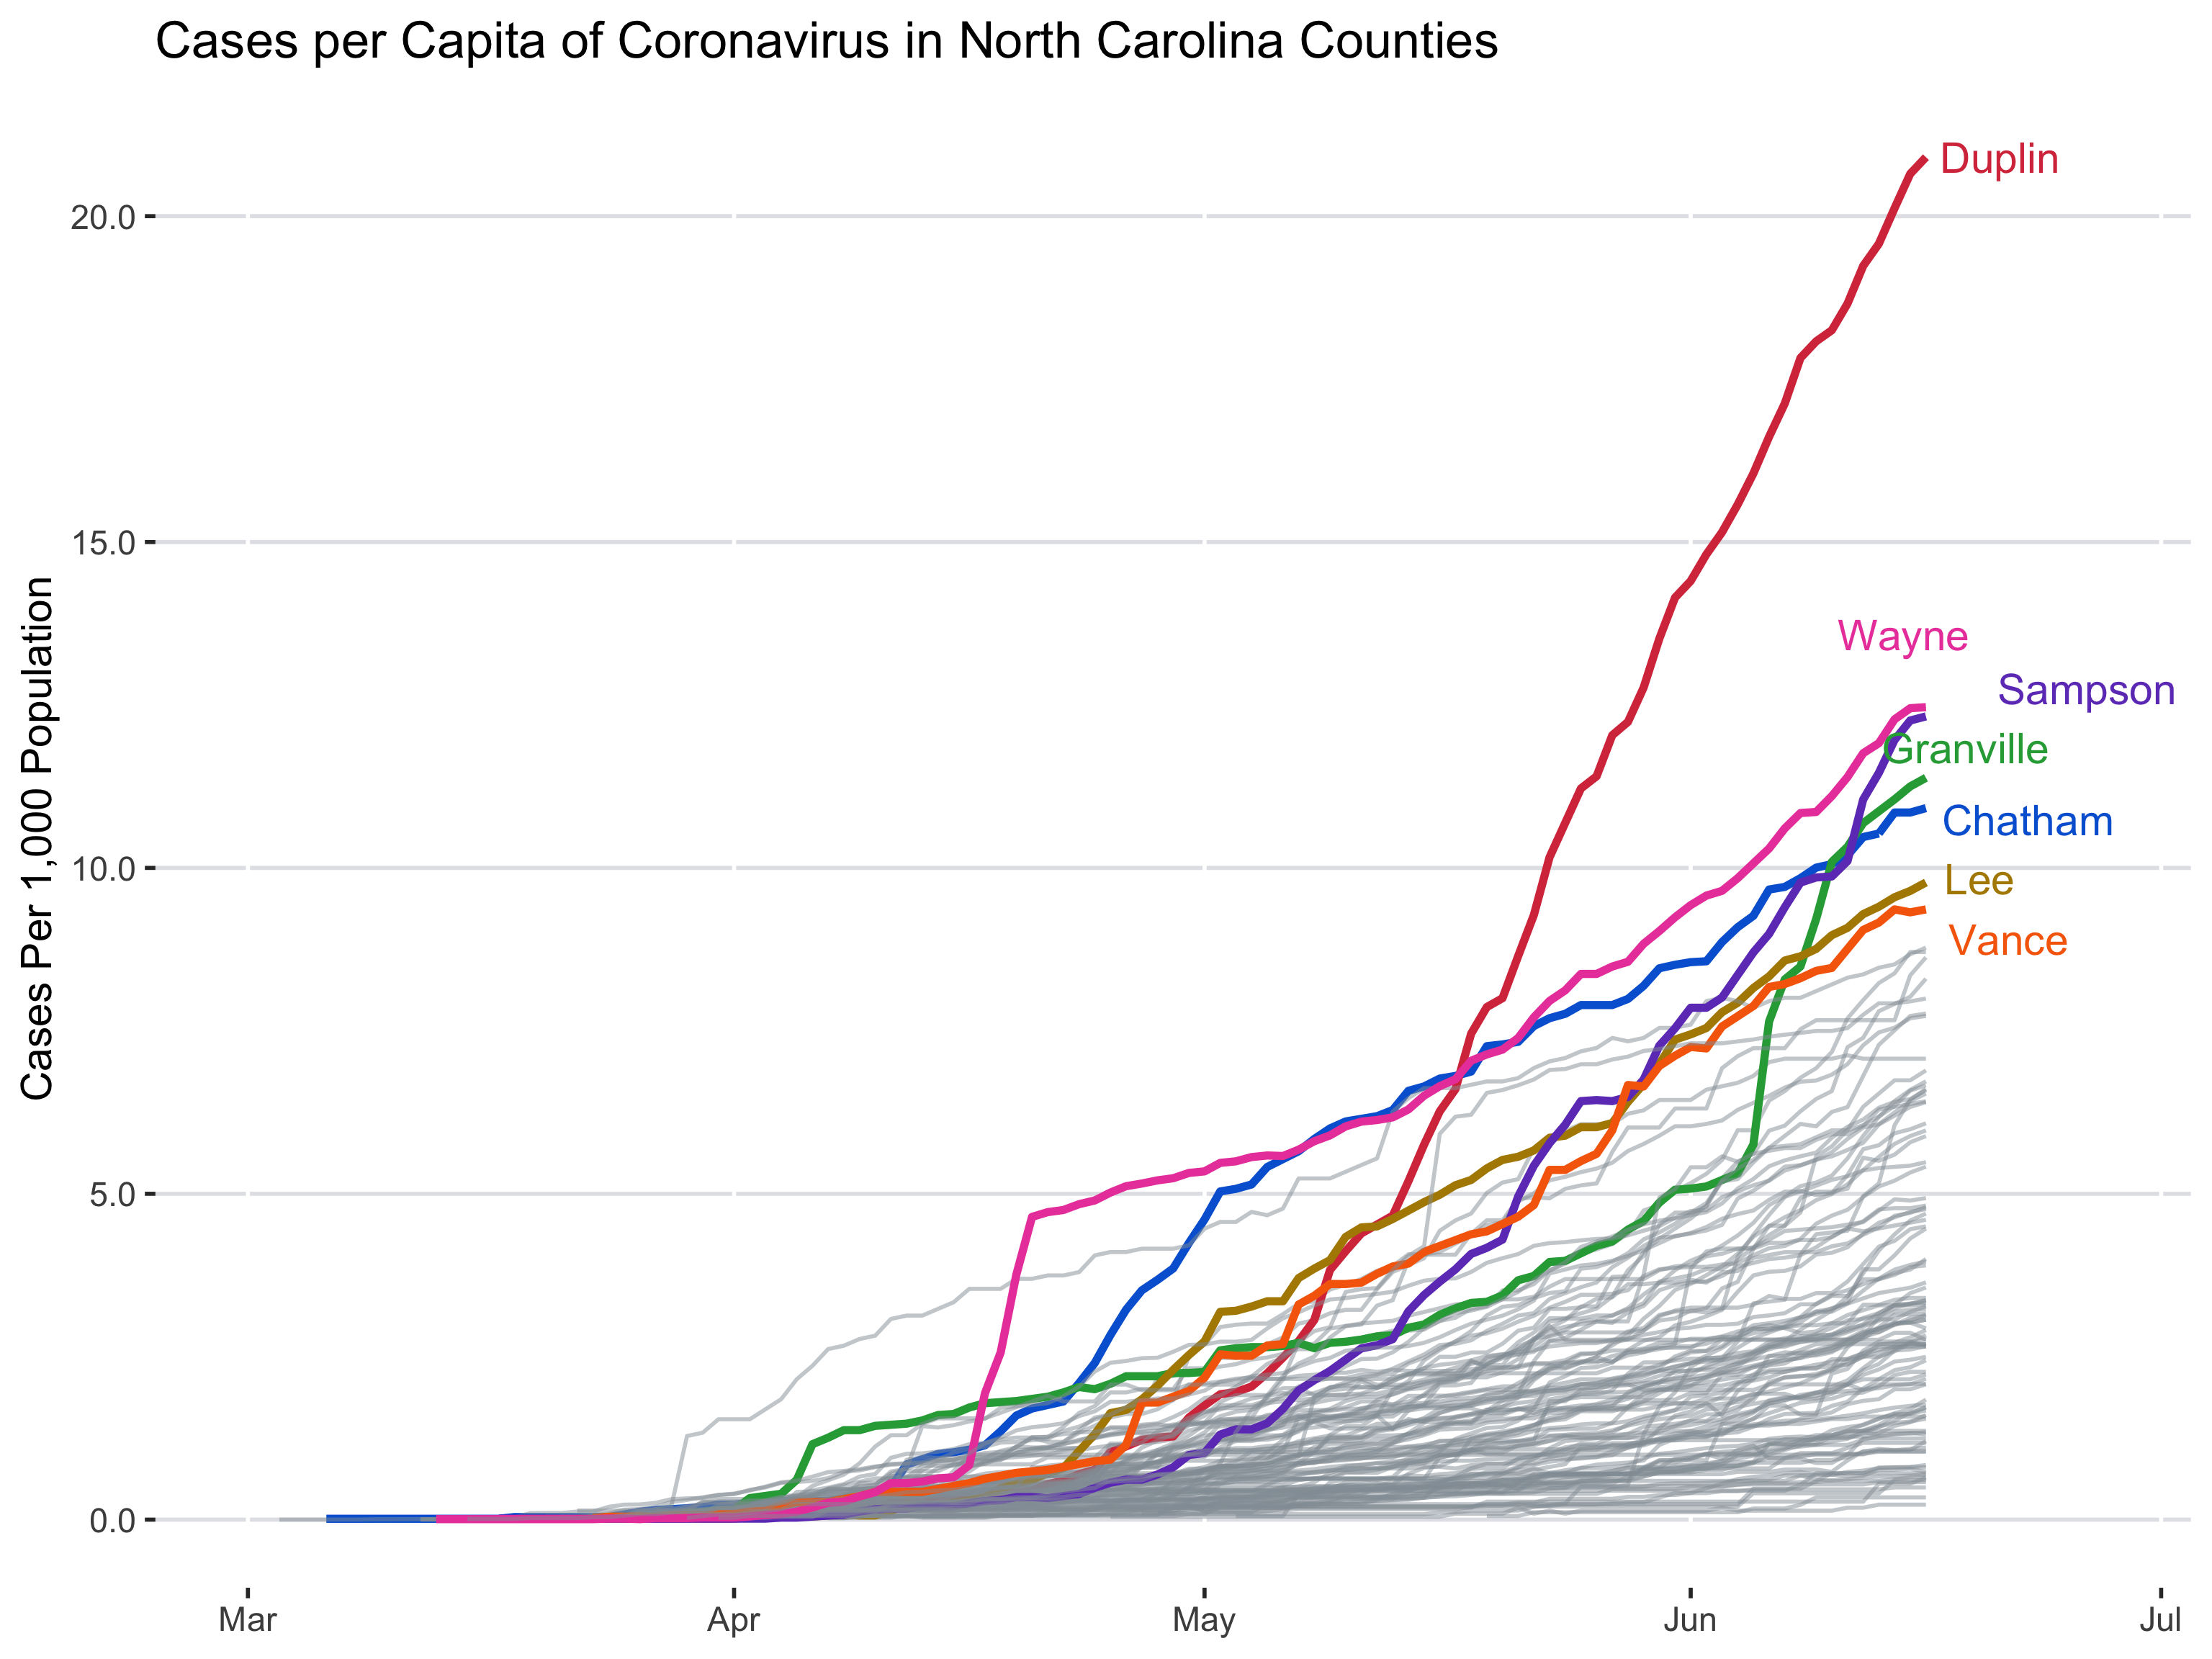 Cases per Capita of Coronavirus in North Carolina Counties
Cases Per 1,000 Population
20.0
15.0
10.0
5.0
0.0
Duplin
Wayne
Sampson
Granville
Chatham
Lee
Vance
Mar
Apr
May
Jun
Jul